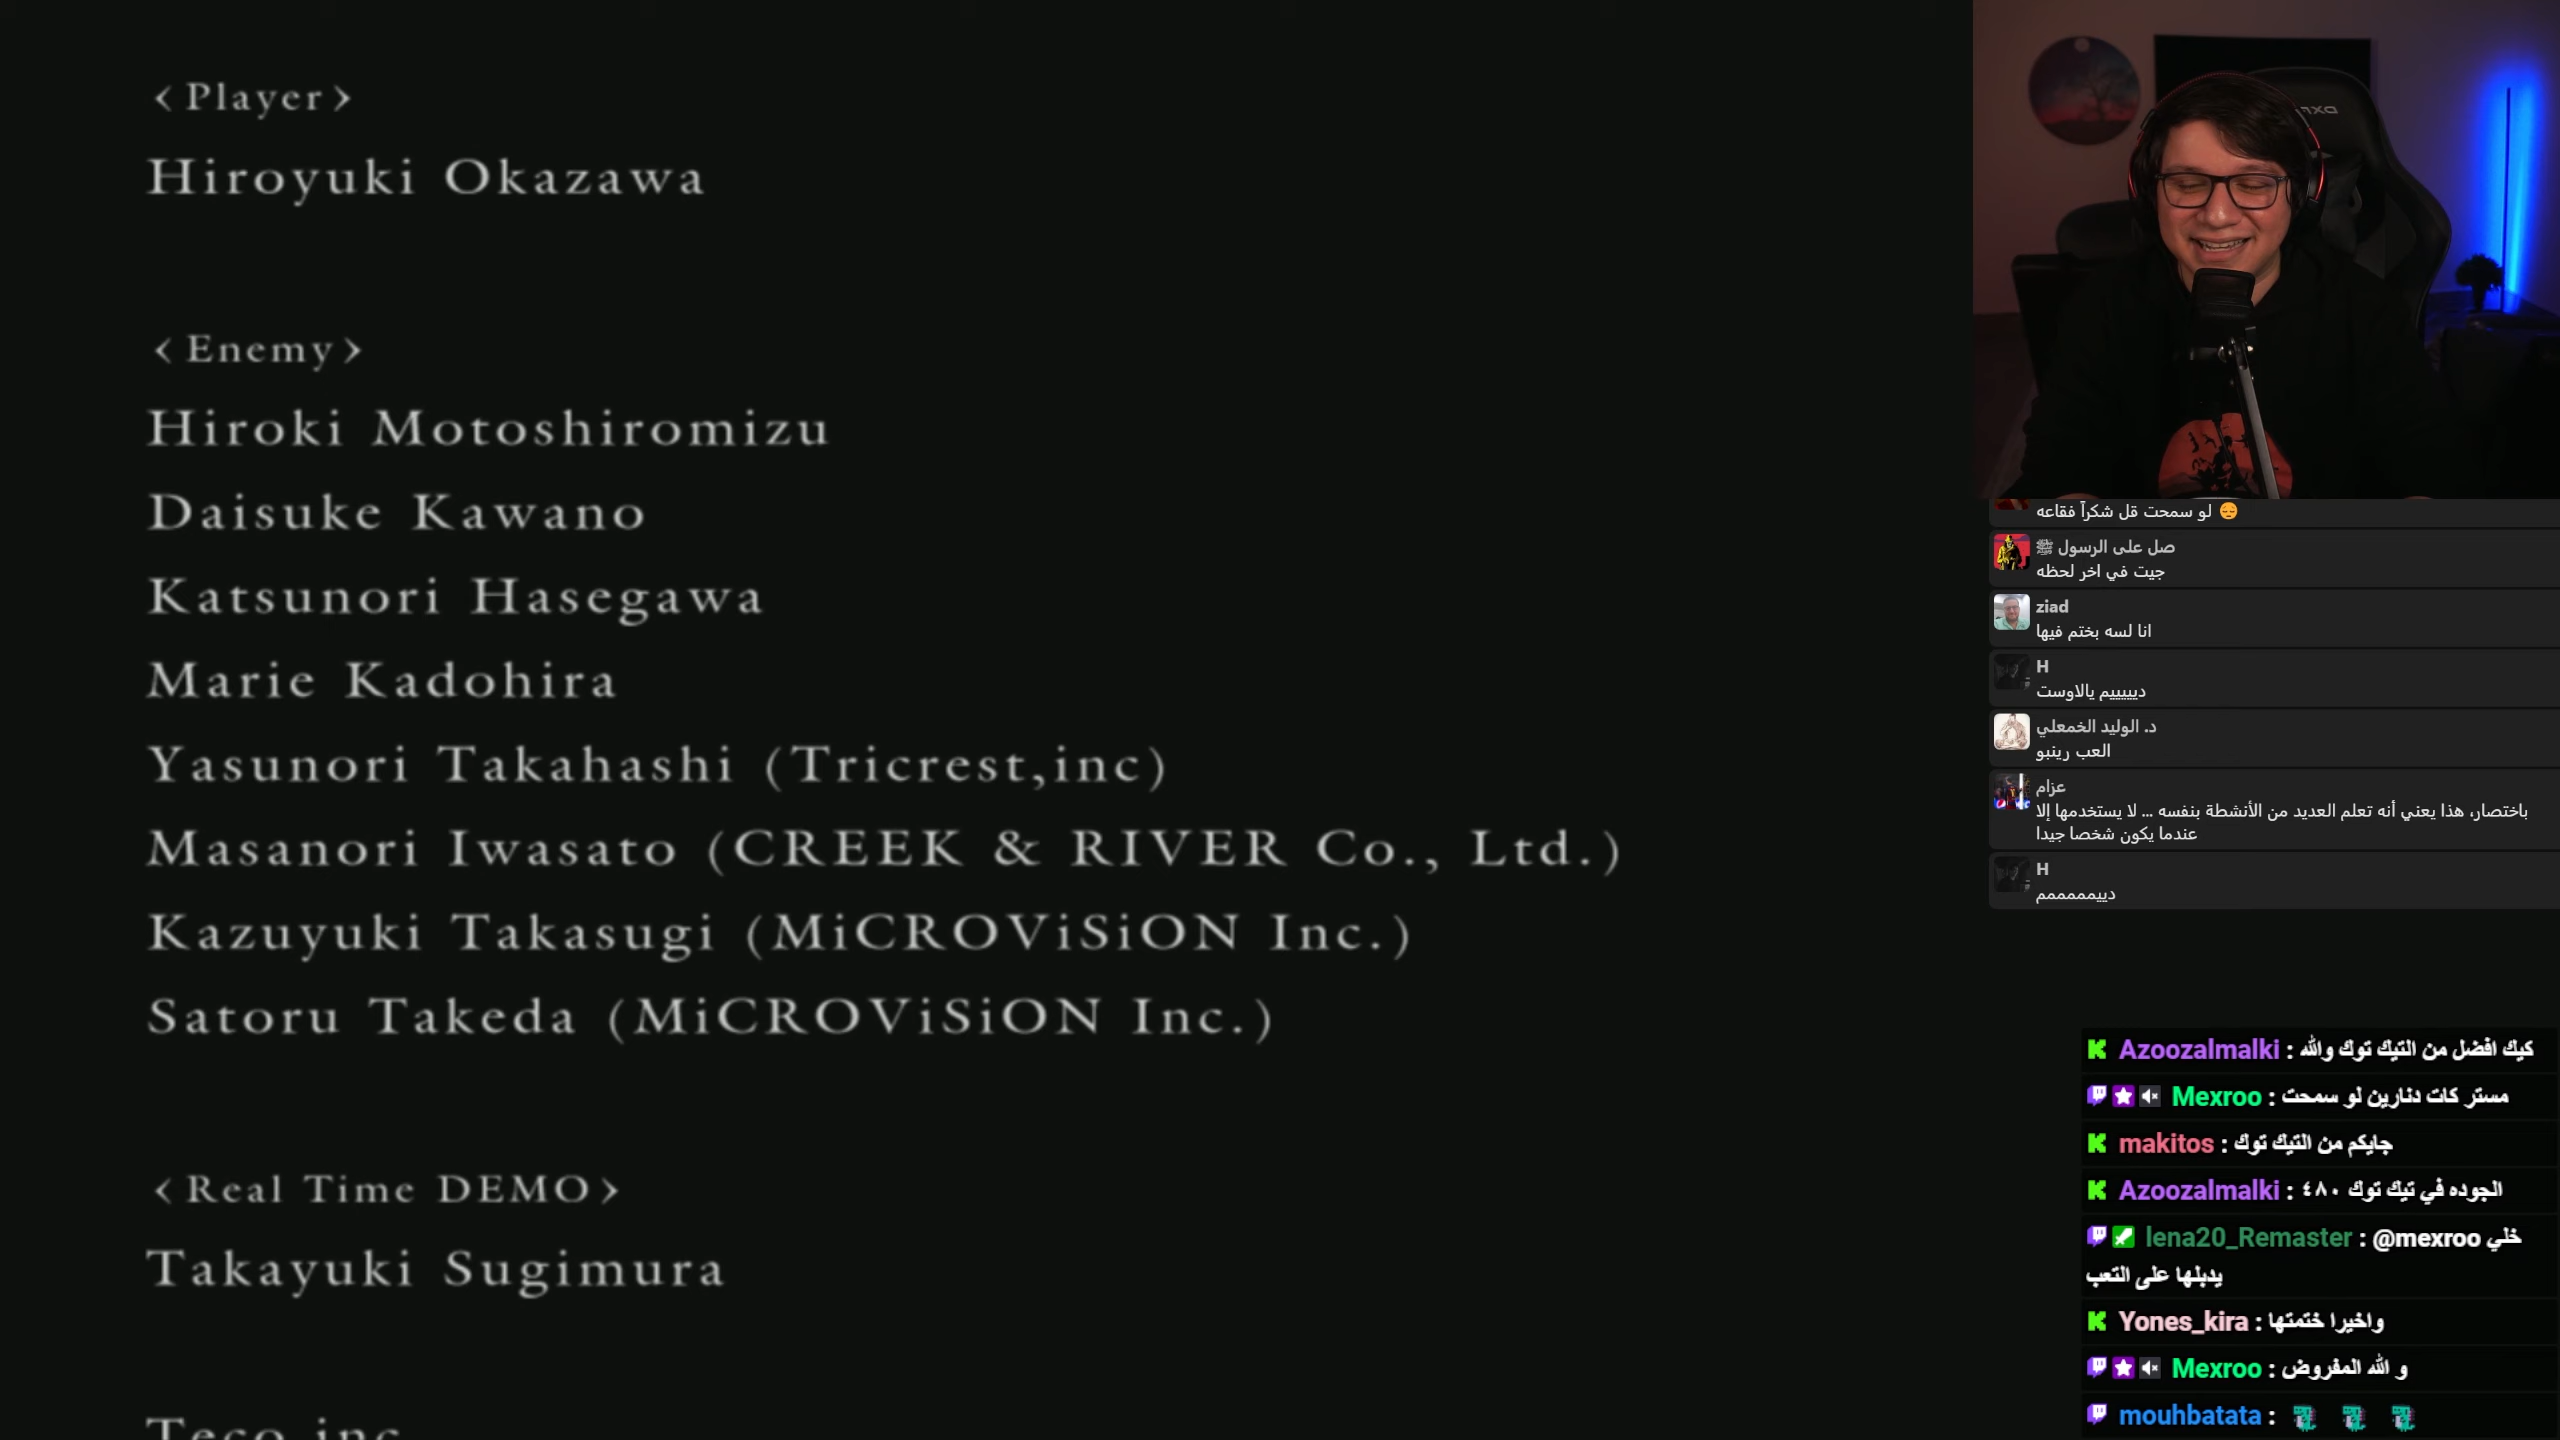 <Player>
Hiroyuki Okazawa
<Enemy>
Hiroki Motoshiromizu
Daisuke Kawano
Katsunori Hasegawa
Marie Kadohira
Yasunori Takahashi (Tricrest,inc)
Masanori Iwasato (CREEK & RIVER Co., Ltd.)
Kazuyuki Takasugi (MiCROViSiON Inc.)
Satoru Takeda (MiCROViSiON Inc.)
<Real Time DEMO>
Takayuki Sugimura
Teco inc
لو سمحت قل شكراً فقاعه 😔
صل على الرسول ﷺ
جيت في اخر لحظه
ziad
انا لسه بختم فيها
H
دييييييم يالاوست
د. الوليد الخمعلي
العب رينبو
عزام
باختصار، هذا يعني أنه تعلم العديد من الأنشطة بنفسه ... لا يستخدمها إلا
عندما يكون شخصا جيدا
H
دييمممممم
Azoozalmalki : كيك افضل من التيك توك والله
Mexroo : مستر كات دنارين لو سمحت
makitos : جايكم من التيك توك
Azoozalmalki : الجوده في تيك توك ٤٨٠
lena20_Remaster : @mexroo خلي
يدبلها على التعب
Yones_kira : واخيرا ختمتها
Mexroo : و الله المفروض
mouhbatata :